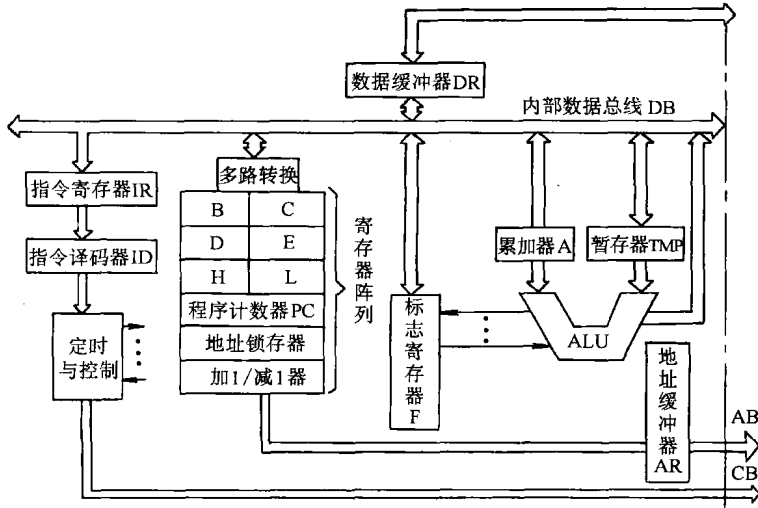 数据缓冲器DR
内部数据总线 DB
多路转换
指令寄存器IR
B
C
D
E
H
L
程序计数器PC
地址锁存器
加1/减1器
寄存器阵列
指令译码器ID
定时
与控制
累加器A
暂存器TMP
标志寄存器F
ALU
地址缓冲器AR
AB
CB